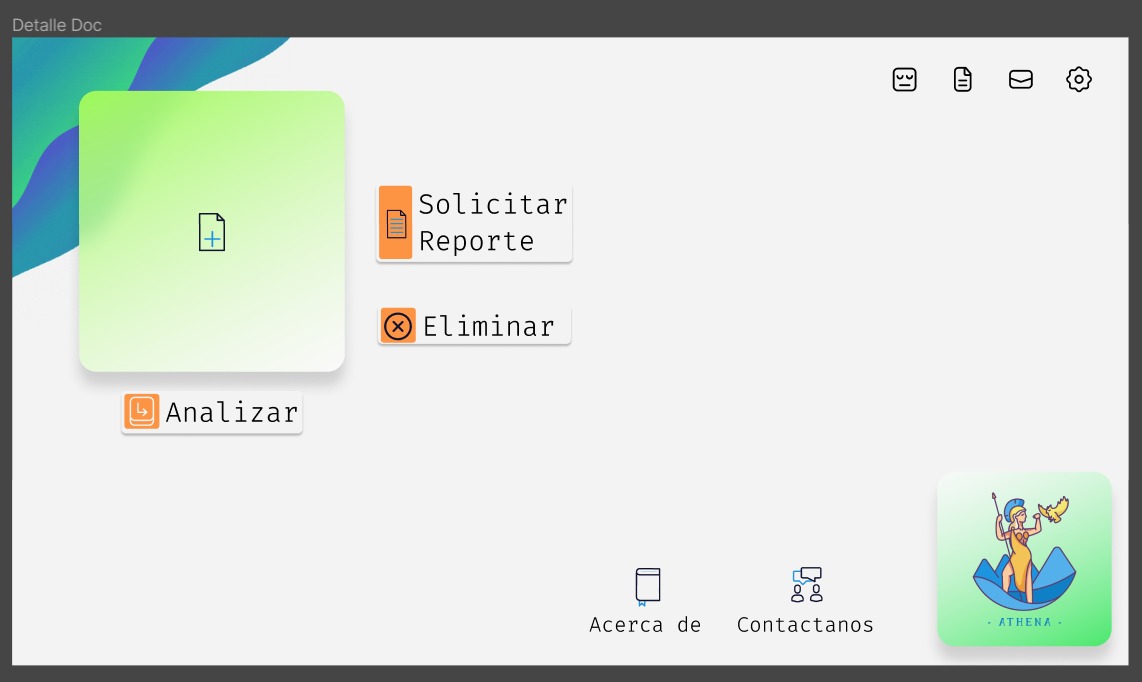 Detalle Doc
Solicitar
Reporte
Eliminar
Analizar
Acerca de
Contactanos
· ATHENA ·